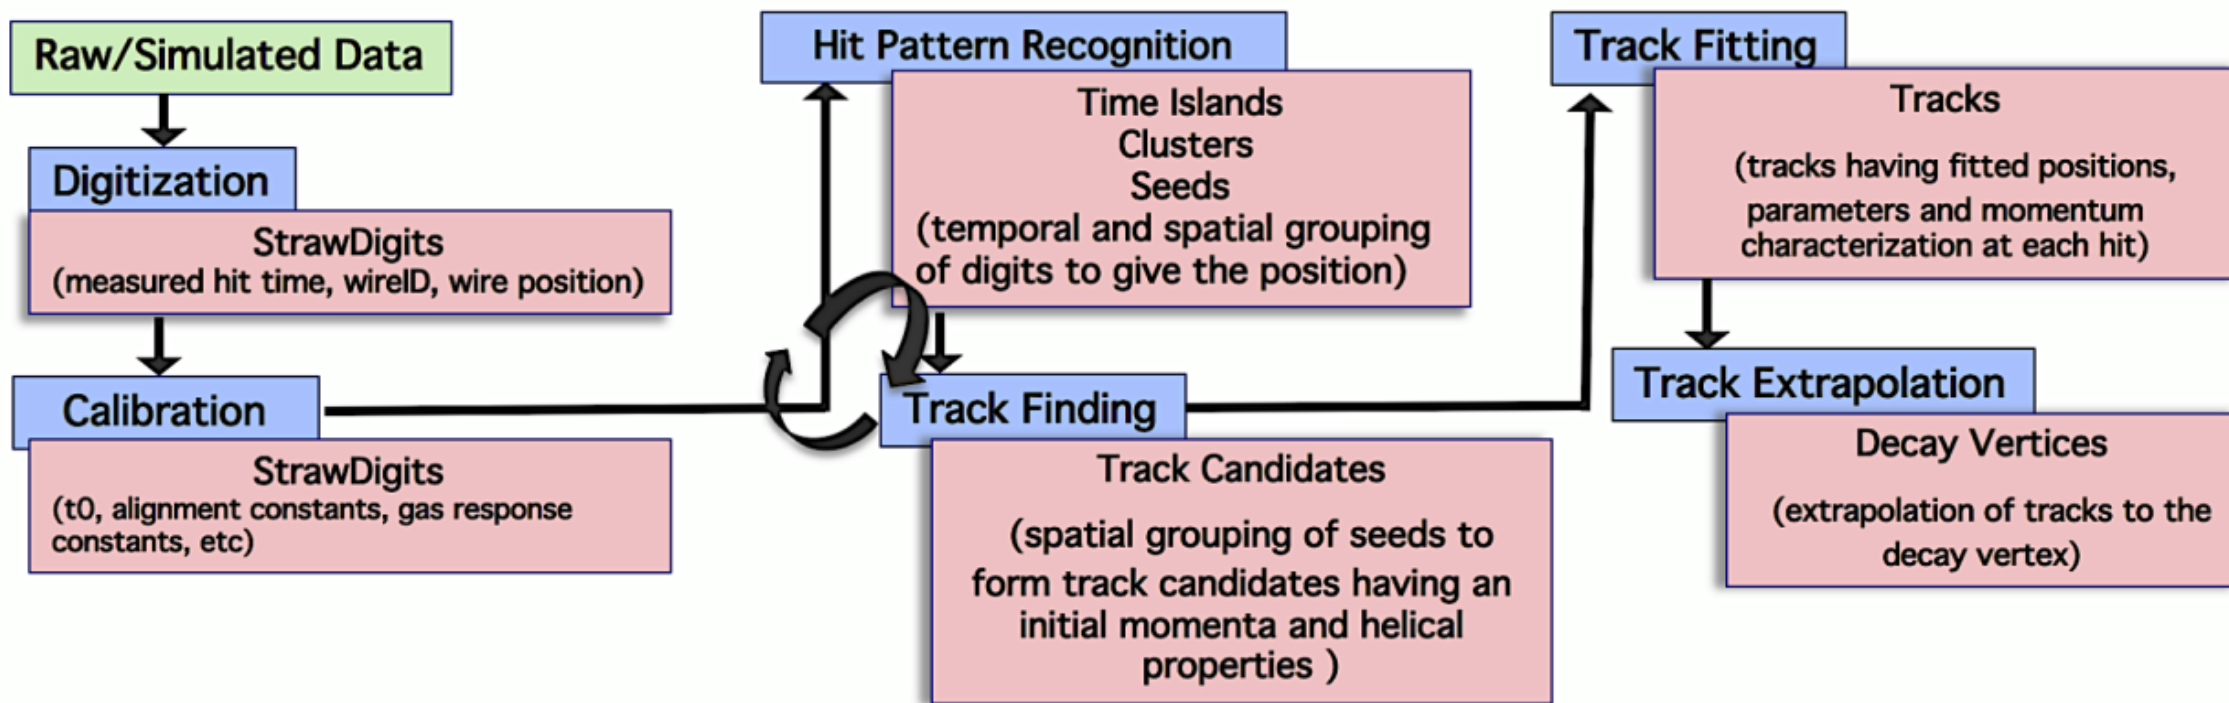 Raw/Simulated Data
Digitization
StrawDigits
(measured hit time, wireID, wire position)
Calibration
StrawDigits
(t0, alignment constants, gas response
constants, etc)
Hit Pattern Recognition
Time Islands
Clusters
Seeds
(temporal and spatial grouping
of digits to give the position)
Track Finding
Track Candidates
(spatial grouping of seeds to
form track candidates having an
initial momenta and helical
properties )
Track Fitting
Tracks
(tracks having fitted positions,
parameters and momentum
characterization at each hit)
Track Extrapolation
Decay Vertices
(extrapolation of tracks to the
decay vertex)